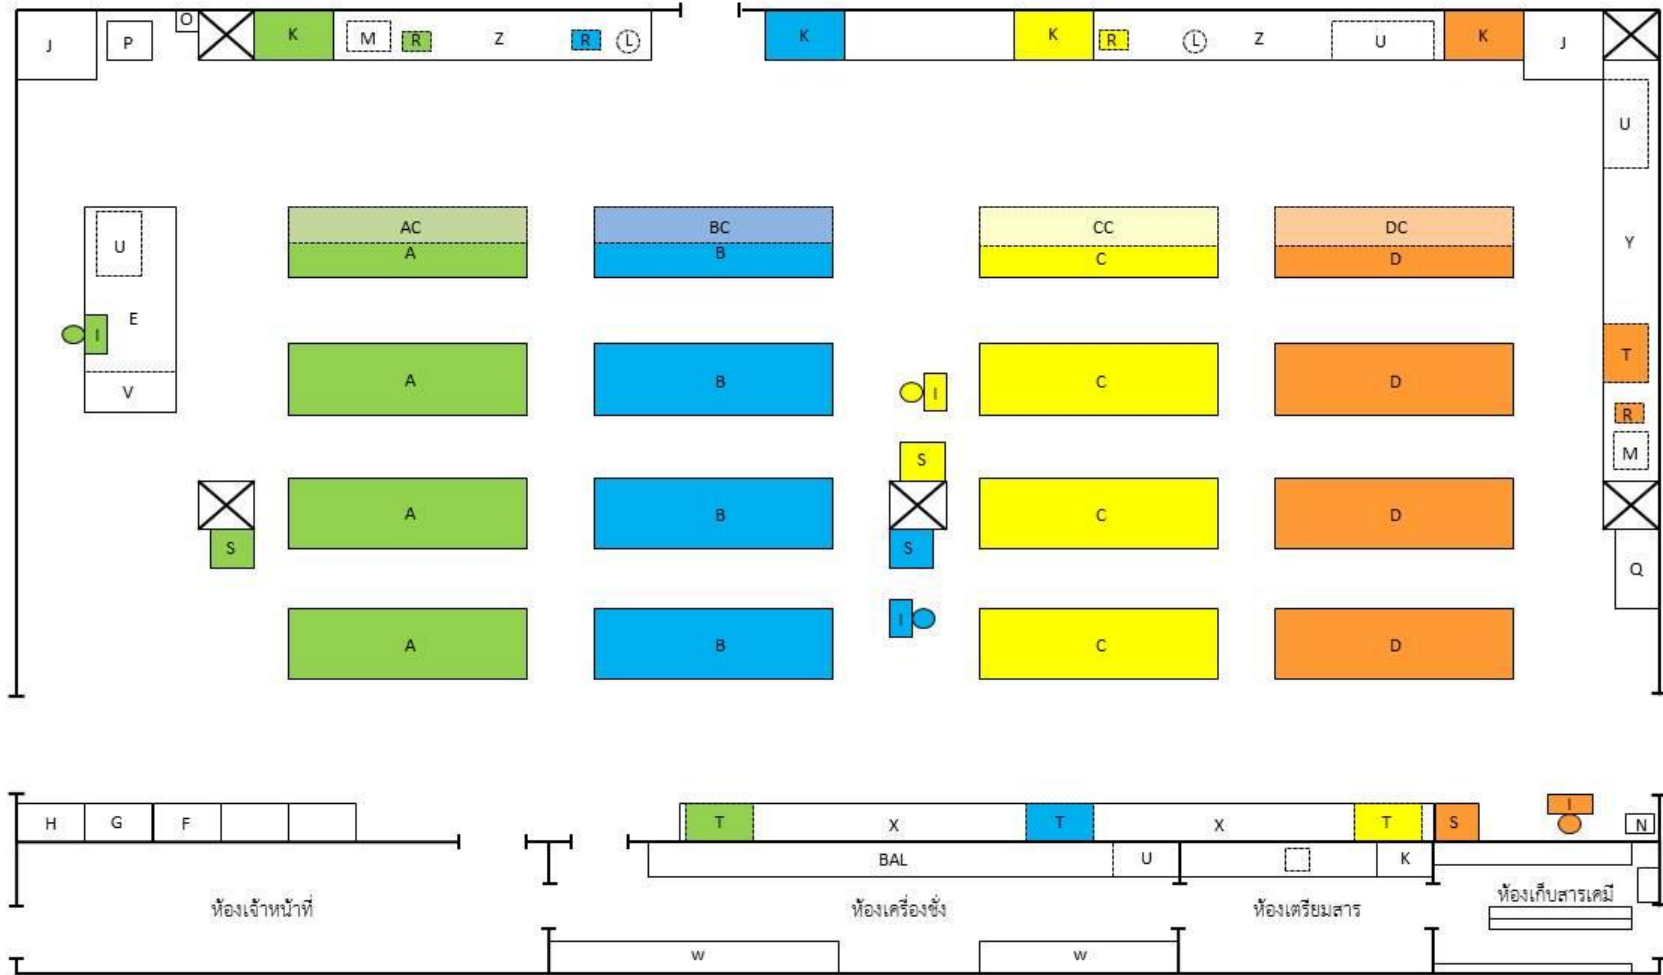 J P O K M R Z R L K K R L Z U K J
U
AC BC CC DC
A B C D
U Y
E
I T
V A B I C D
R
S M
A B C D
S S Q
I
A B C D
H G F T X T X T S I N
BAL U K
ห้องเจ้าหน้าที่ ห้องเครื่องชั่ง ห้องเตรียมสาร ห้องเก็บสารเคมี
w w